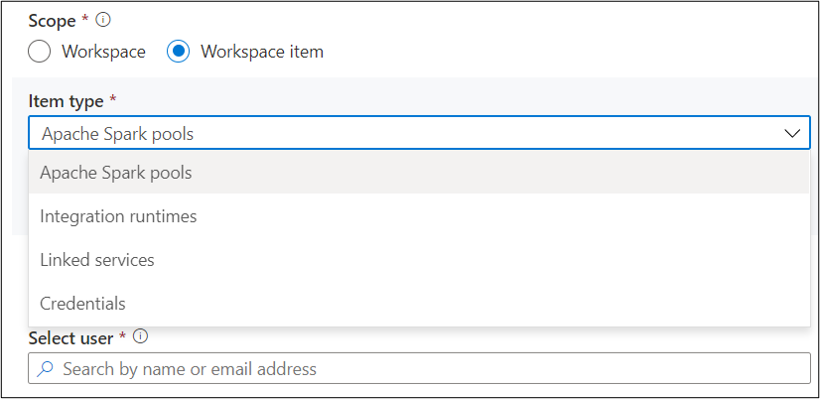 Scope *
Workspace Workspace item
Item type *
Apache Spark pools
Apache Spark pools
Integration runtimes
Linked services
Credentials
Select user *
Search by name or email address